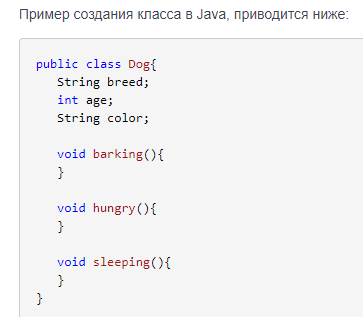 Пример создания класса в Java, приводится ниже:
public class Dog{
   String breed;
   int age;
   String color;

   void barking(){
   }

   void hungry(){
   }

   void sleeping(){
   }
}